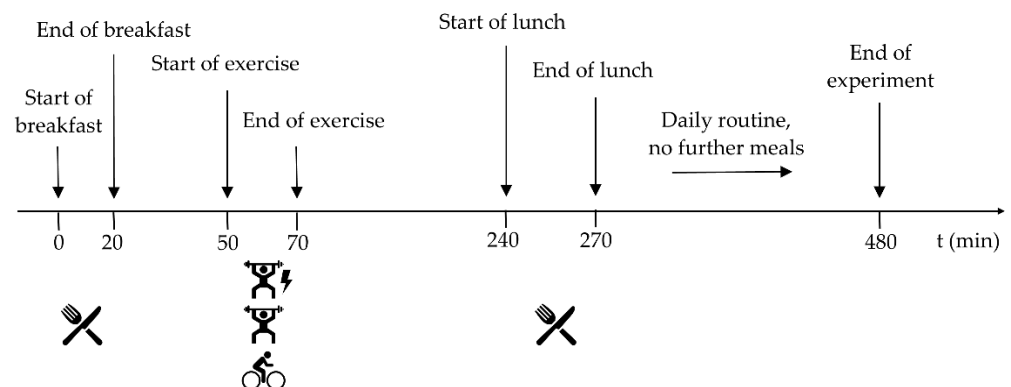 Start of lunch
End of breakfast
Start of exercise
End of lunch
End of
experiment
Start of
breakfast
End of exercise
Daily routine,
no further meals
0 20 50 70 240 270 480 t (min)